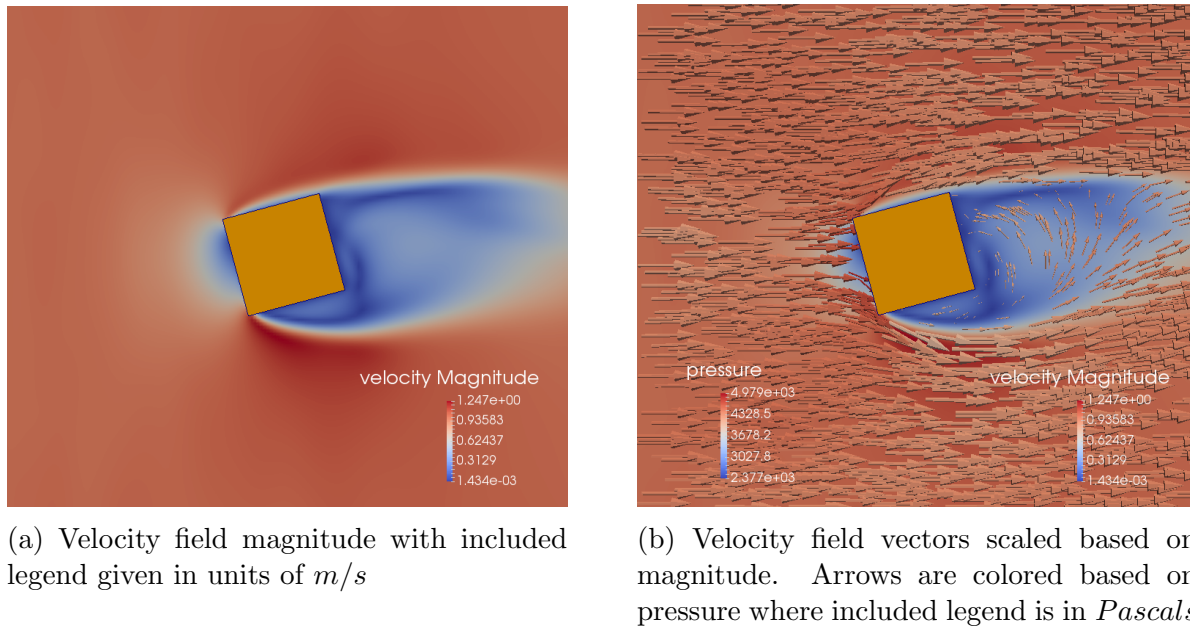 velocity Magnitude
1.247e+00
0.93583
0.62437
0.3129
1.434e-03
pressure
4.979e+03
4328.5
3678.2
3027.8
2.377e+03
velocity Magnitude
1.247e+00
0.93583
0.62437
0.3129
1.434e-03
(a) Velocity field magnitude with included
legend given in units of m/s
(b) Velocity field vectors scaled based on
magnitude. Arrows are colored based on
pressure where included legend is in Pascals